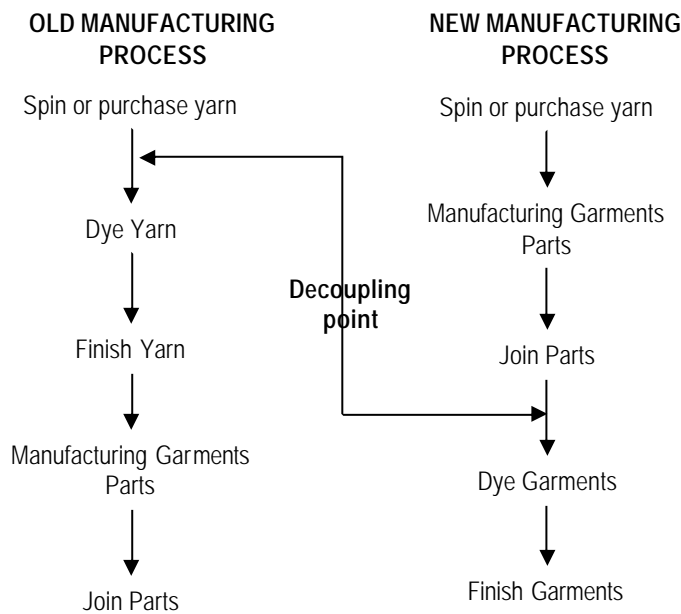 OLD MANUFACTURING
PROCESS
Spin or purchase yarn
Dye Yarn
Finish Yarn
Manufacturing Garments
Parts
Join Parts
Decoupling
point
NEW MANUFACTURING
PROCESS
Spin or purchase yarn
Manufacturing Garments
Parts
Join Parts
Dye Garments
Finish Garments